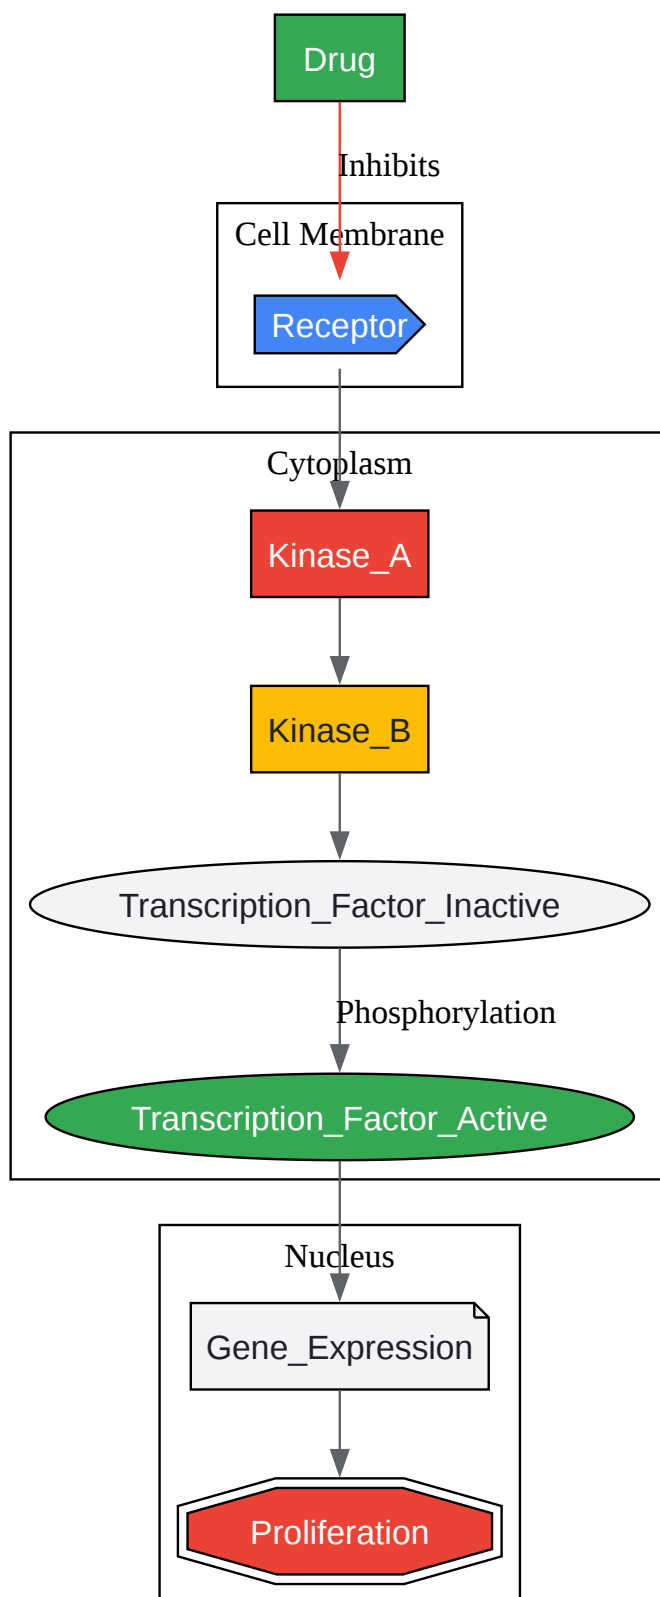 Drug
Inhibits
Cell Membrane
Receptor
Cytoplasm
Kinase_A
Kinase_B
Transcription_Factor_Inactive
Phosphorylation
Transcription_Factor_Active
Nucleus
Gene_Expression
Proliferation